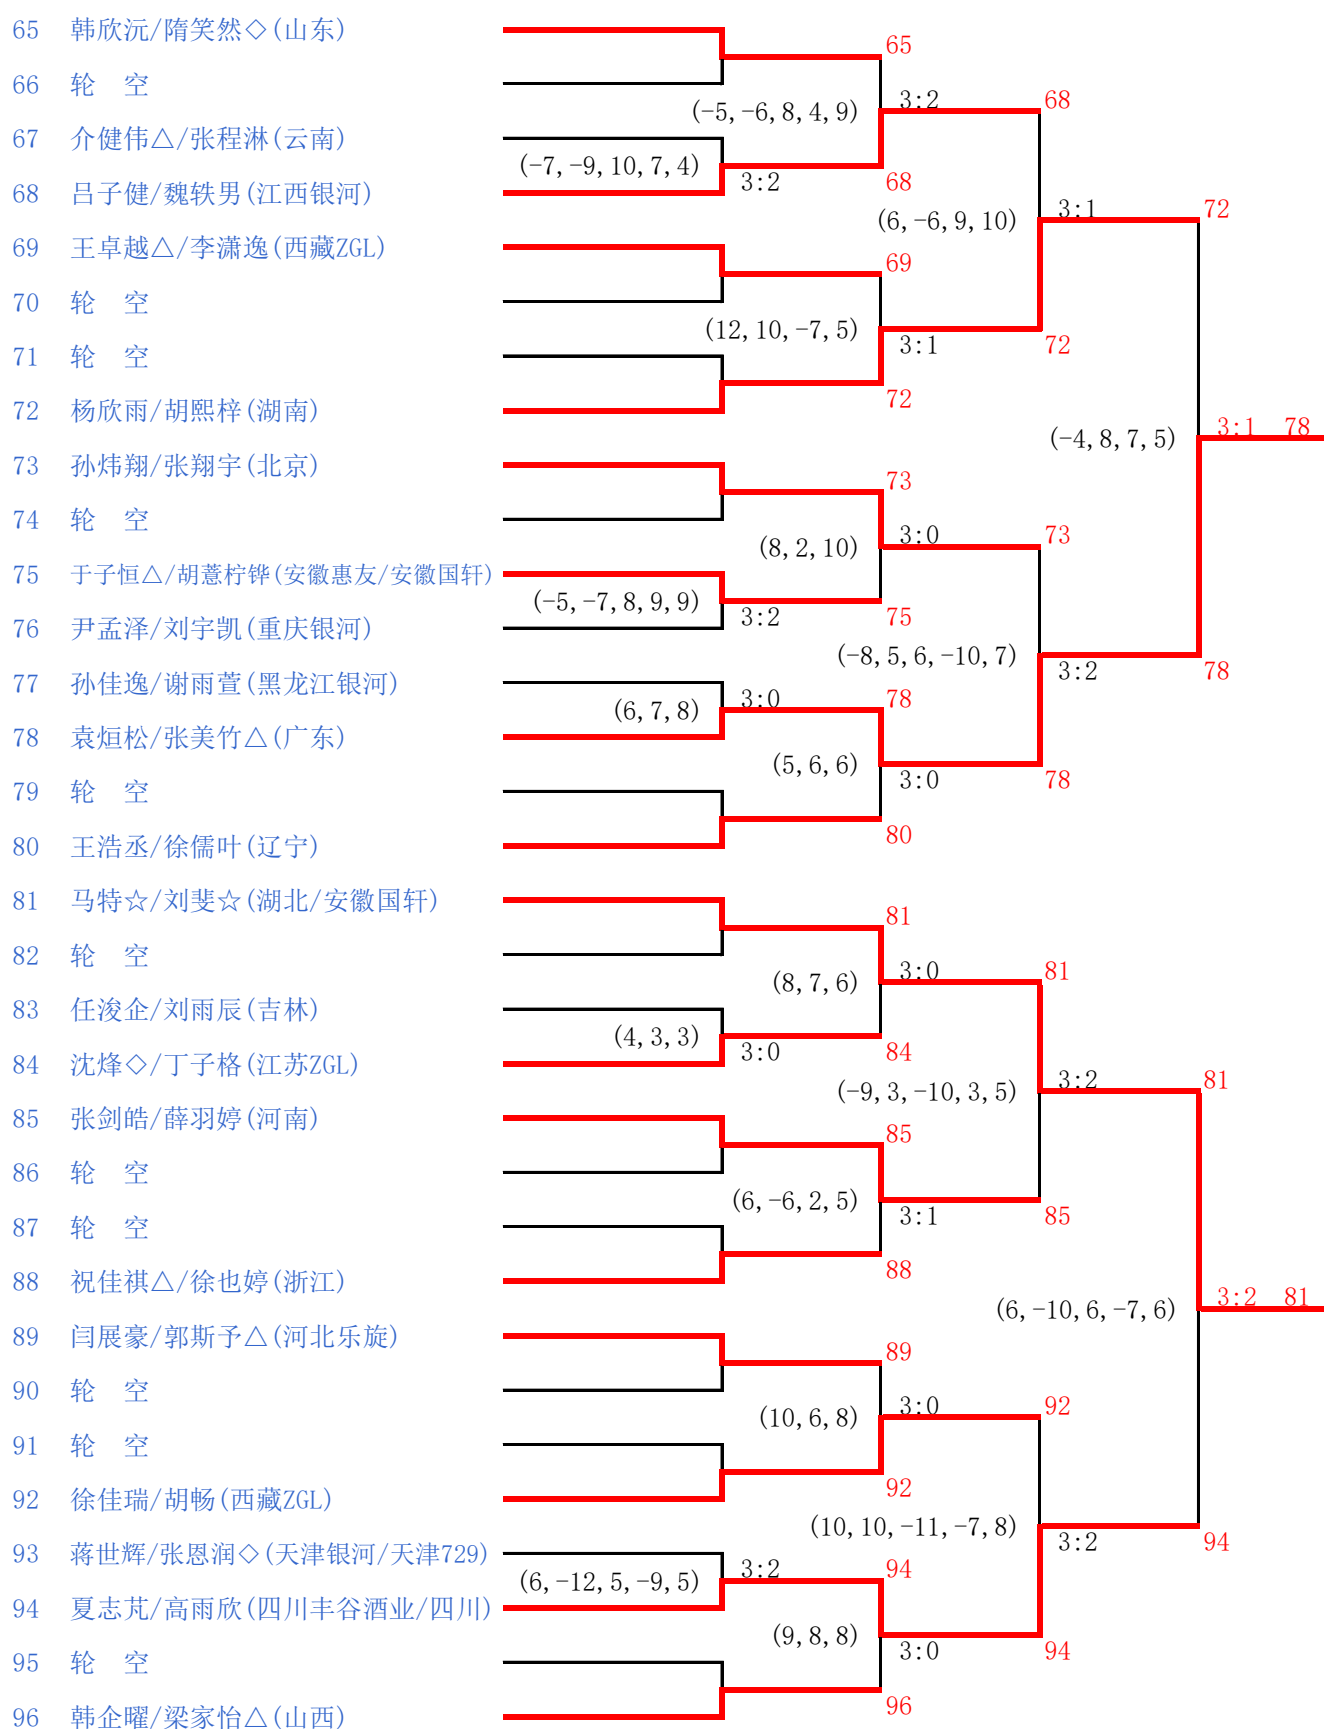 65 韩欣沅/隋笑然◇(山东)
65
66 轮 空
(-5,-6,8,4,9) 3:2 68
67 介健伟△/张程淋(云南)
(-7,-9,10,7,4) 3:2 68
68 吕子健/魏轶男(江西银河)
(6,-6,9,10) 3:1 72
69 王卓越△/李潇逸(西藏ZGL)
69
70 轮 空
(12,10,-7,5) 3:1 72
71 轮 空
72
72 杨欣雨/胡熙梓(湖南)
(-4,8,7,5) 3:1 78
73 孙炜翔/张翔宇(北京)
73
74 轮 空
(8,2,10) 3:0 73
75 于子恒△/胡薏柠铧(安徽惠友/安徽国轩)
(-5,-7,8,9,9) 3:2 75
76 尹孟泽/刘宇凯(重庆银河)
(-8,5,6,-10,7) 3:2 78
77 孙佳逸/谢雨萱(黑龙江银河)
(6,7,8) 3:0 78
78 袁烜松/张美竹△(广东)
(5,6,6) 3:0 78
79 轮 空
80
80 王浩丞/徐儒叶(辽宁)
81 马特☆/刘斐☆(湖北/安徽国轩)
81
82 轮 空
(8,7,6) 3:0 81
83 任浚企/刘雨辰(吉林)
(4,3,3) 3:0 84
84 沈烽◇/丁子格(江苏ZGL)
(-9,3,-10,3,5) 3:2 81
85 张剑皓/薛羽婷(河南)
85
86 轮 空
(6,-6,2,5) 3:1 85
87 轮 空
88
88 祝佳祺△/徐也婷(浙江)
(6,-10,6,-7,6) 3:2 81
89 闫展豪/郭斯予△(河北乐旋)
89
90 轮 空
(10,6,8) 3:0 92
91 轮 空
92
92 徐佳瑞/胡畅(西藏ZGL)
(10,10,-11,-7,8) 3:2 94
93 蒋世辉/张恩润◇(天津银河/天津729)
(6,-12,5,-9,5) 3:2 94
94 夏志芃/高雨欣(四川丰谷酒业/四川)
(9,8,8) 3:0 94
95 轮 空
96
96 韩企曜/梁家怡△(山西)